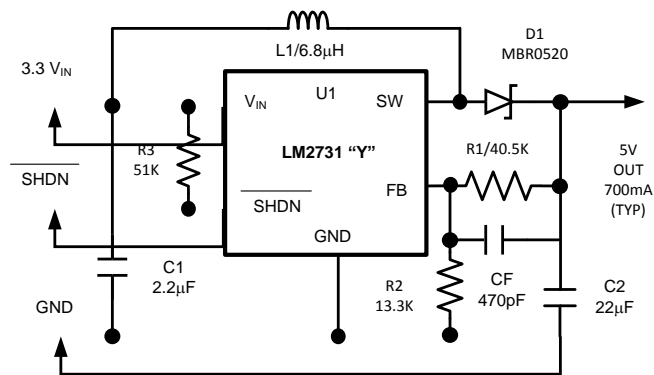 D1
MBR0520
L1/6.8µH
3.3 VIN
U1
VIN
SW
R3
51K
LM2731 “Y”
R1/40.5K
5V
OUT
700mA
(TYP)
SHDN
SHDN
FB
GND
C1
2.2µF
R2
13.3K
CF
470pF
C2
22µF
GND